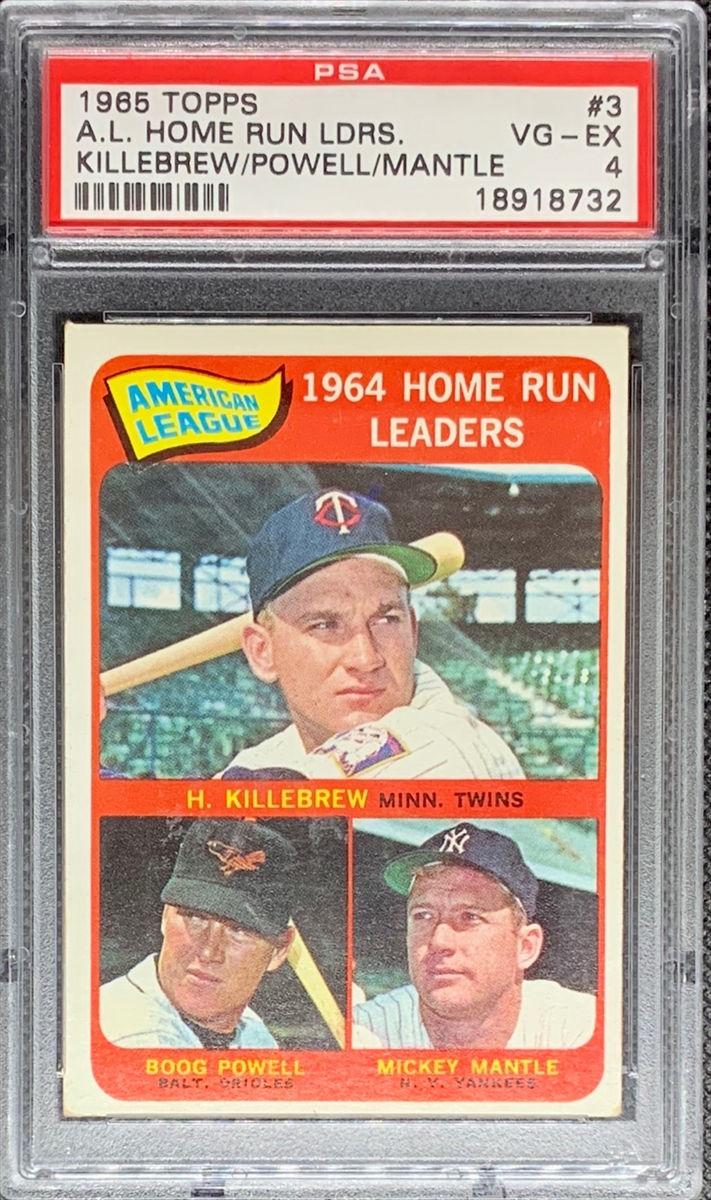 PSA
1965 TOPPS #3
A.L. HOME RUN LDRS. VG-EX
KILLEBREW/POWELL/MANTLE 4
18918732
AMERICAN LEAGUE
1964 HOME RUN
LEADERS
T C
H. KILLEBREW MINN. TWINS
NY
BOOG POWELL MICKEY MANTLE
BALT. ORIOLES N. Y. YANKEES